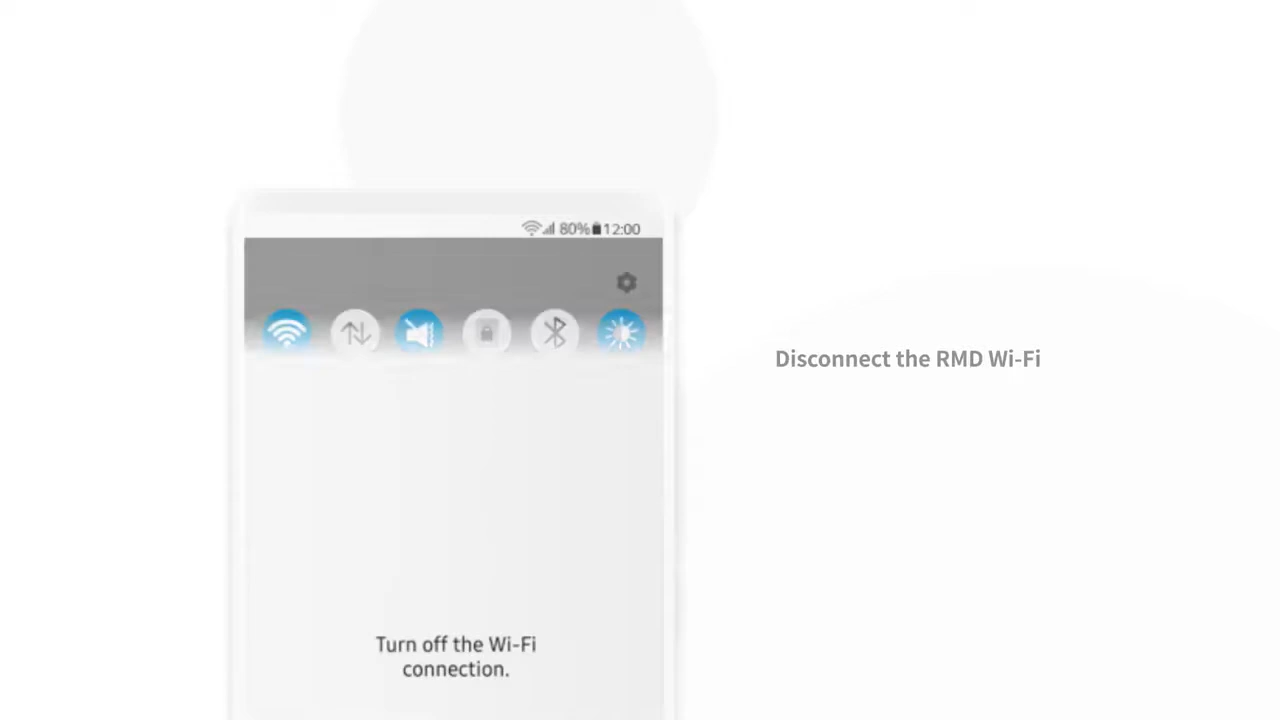 80% 12:00
Disconnect the RMD Wi-Fi
Turn off the Wi-Fi
connection.